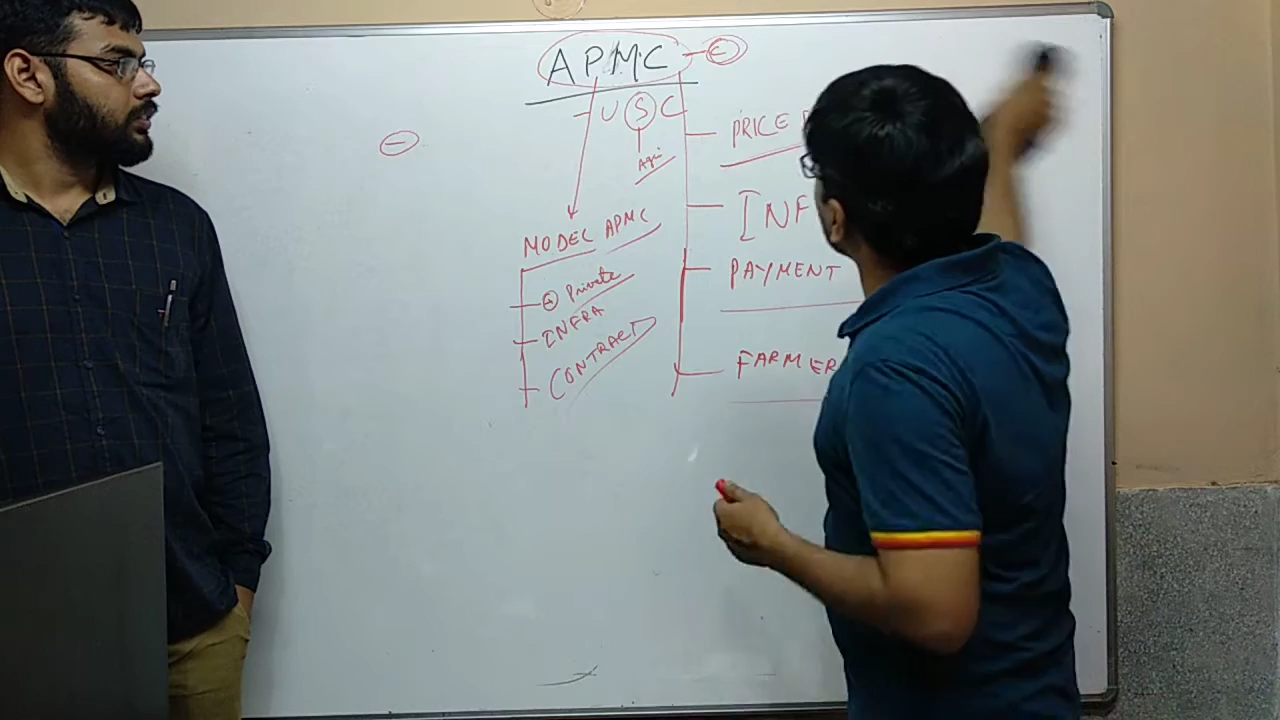 APMC
U S C
Agri
MODEL APMC
Private
INFRA
CONTRACT
PRICE
INF
PAYMENT
FARMER